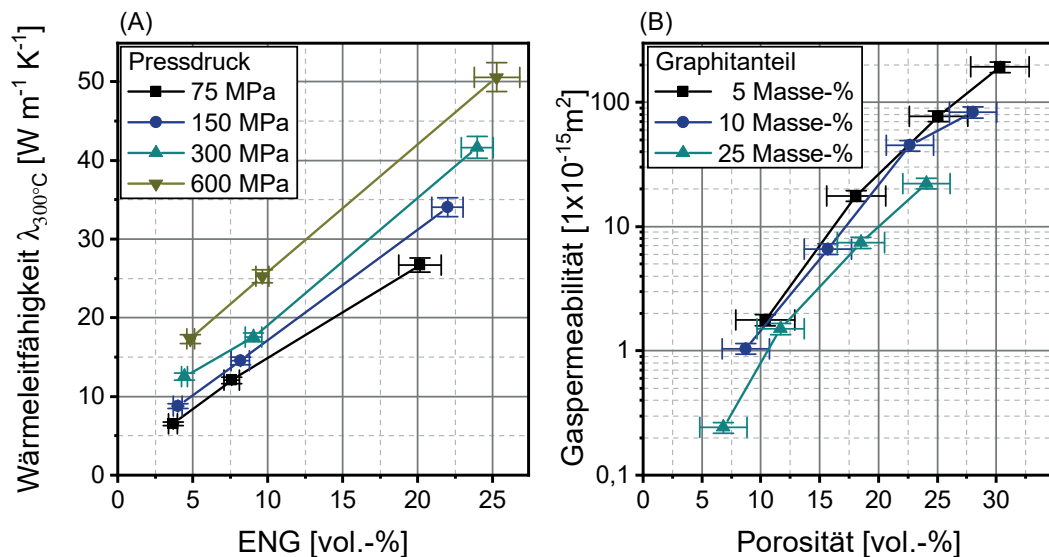 (A)
Wärmeleitfähigkeit λ300°C [W m-1 K-1]
50
40
30
20
10
0
Pressdruck
75 MPa
150 MPa
300 MPa
600 MPa
0 5 10 15 20 25
ENG [vol.-%]
(B)
Gaspermeabilität [1x10-15m2]
100
10
1
0,1
Graphitanteil
5 Masse-%
10 Masse-%
25 Masse-%
0 5 10 15 20 25 30
Porosität [vol.-%]